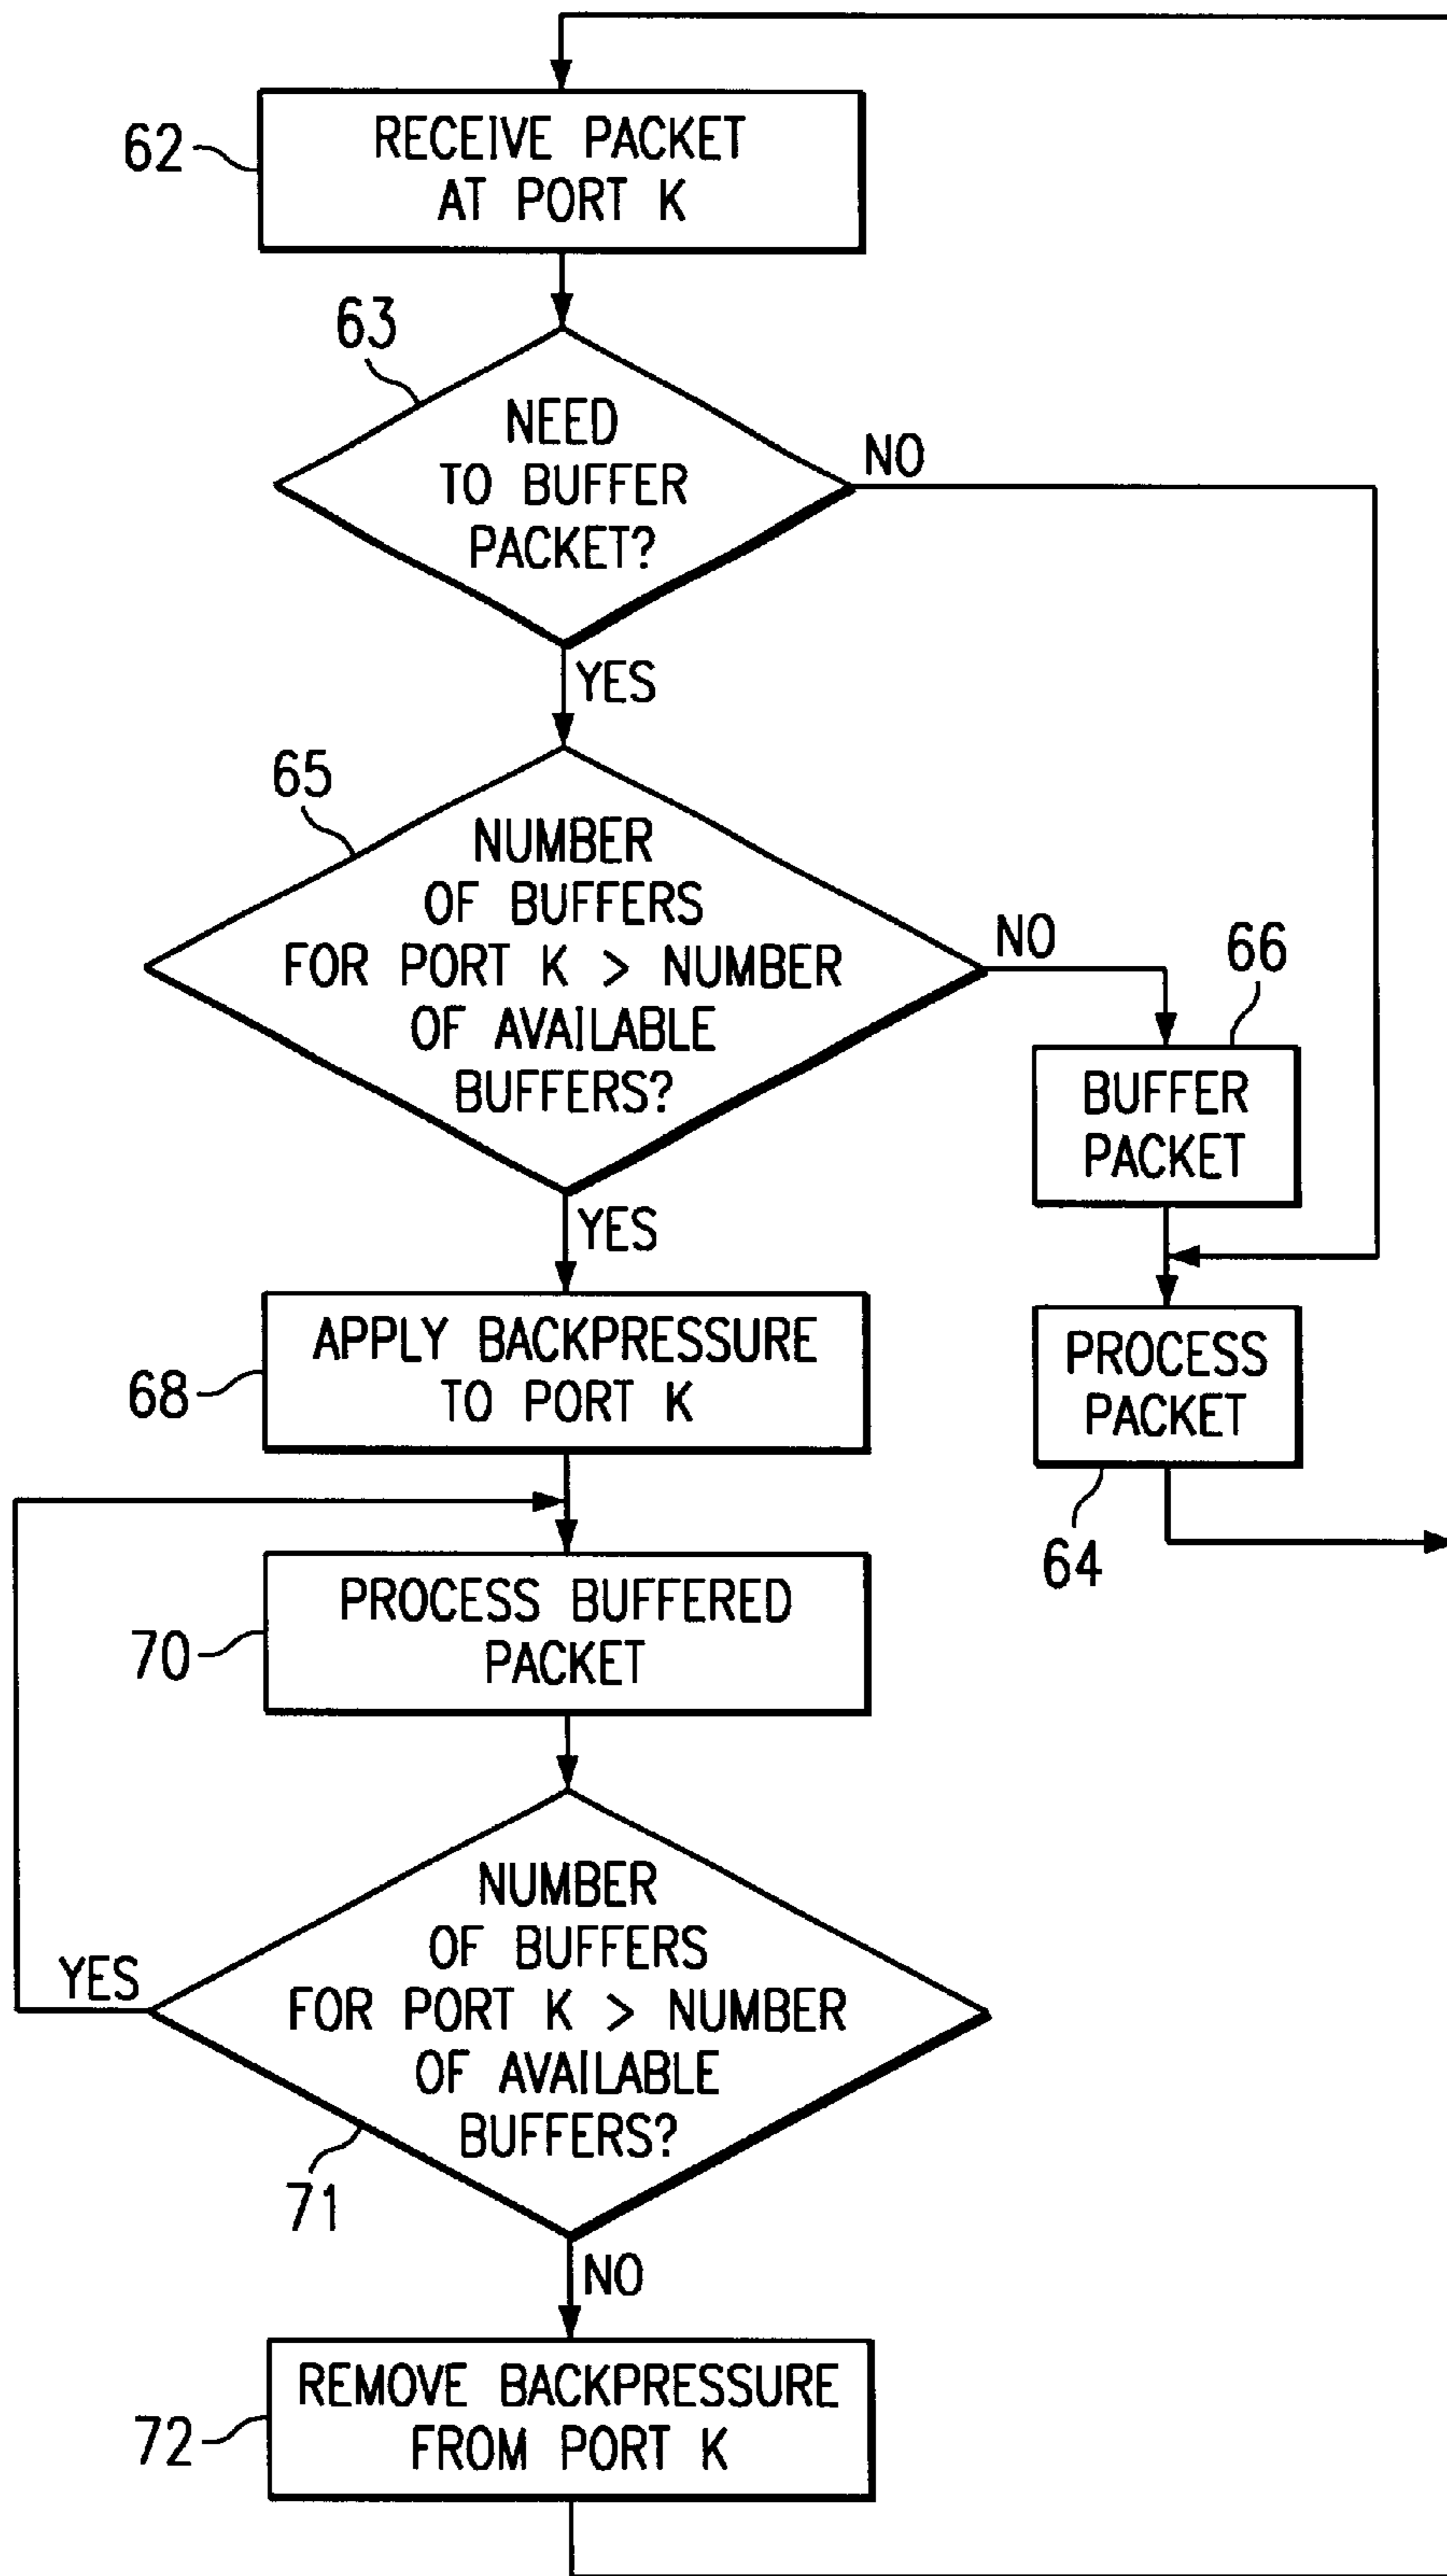 62
RECEIVE PACKET
AT PORT K
63
NEED
TO BUFFER
PACKET?
NO
YES
65
NUMBER
OF BUFFERS
FOR PORT K > NUMBER
OF AVAILABLE
BUFFERS?
NO
66
BUFFER
PACKET
YES
68
APPLY BACKPRESSURE
TO PORT K
PROCESS
PACKET
64
70
PROCESS BUFFERED
PACKET
NUMBER
OF BUFFERS
FOR PORT K > NUMBER
OF AVAILABLE
BUFFERS?
YES
71
NO
72
REMOVE BACKPRESSURE
FROM PORT K